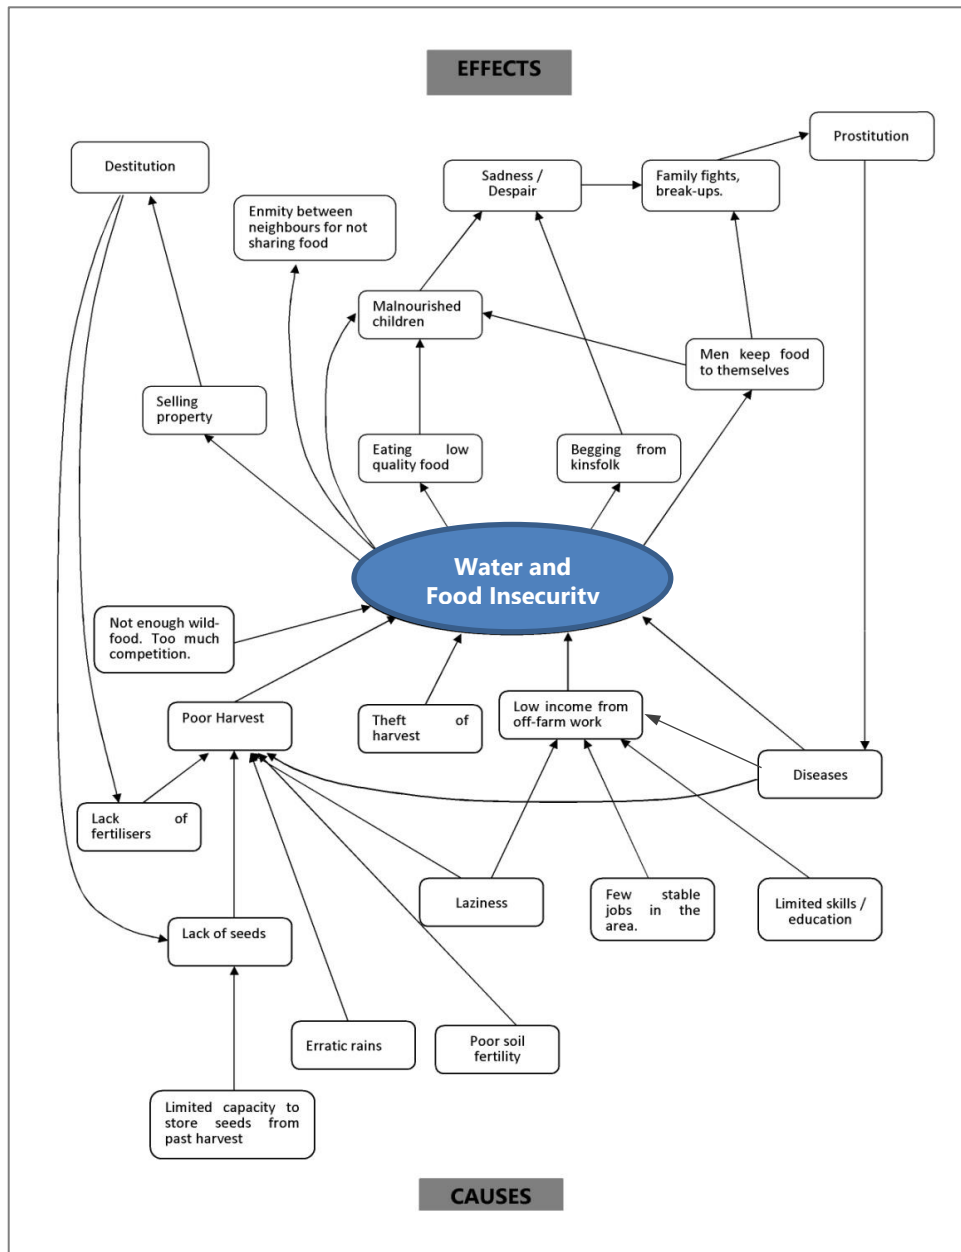 EFFECTS
Prostitution
Destitution
Sadness /
Despair
Family fights,
break-ups.
Enmity between
neighbours for not
sharing food
Malnourished
children
Men keep food
to themselves
Selling
property
Eating low
quality food
Begging from
kinsfolk
Water and
Food Insecurity
Not enough wild-
food. Too much
competition.
Poor Harvest
Theft of
harvest
Low income from
off-farm work
Diseases
Lack of
fertilisers
Laziness
Few stable
jobs in the
area.
Limited skills /
education
Lack of seeds
Erratic rains
Poor soil
fertility
Limited capacity to
store seeds from
past harvest
CAUSES